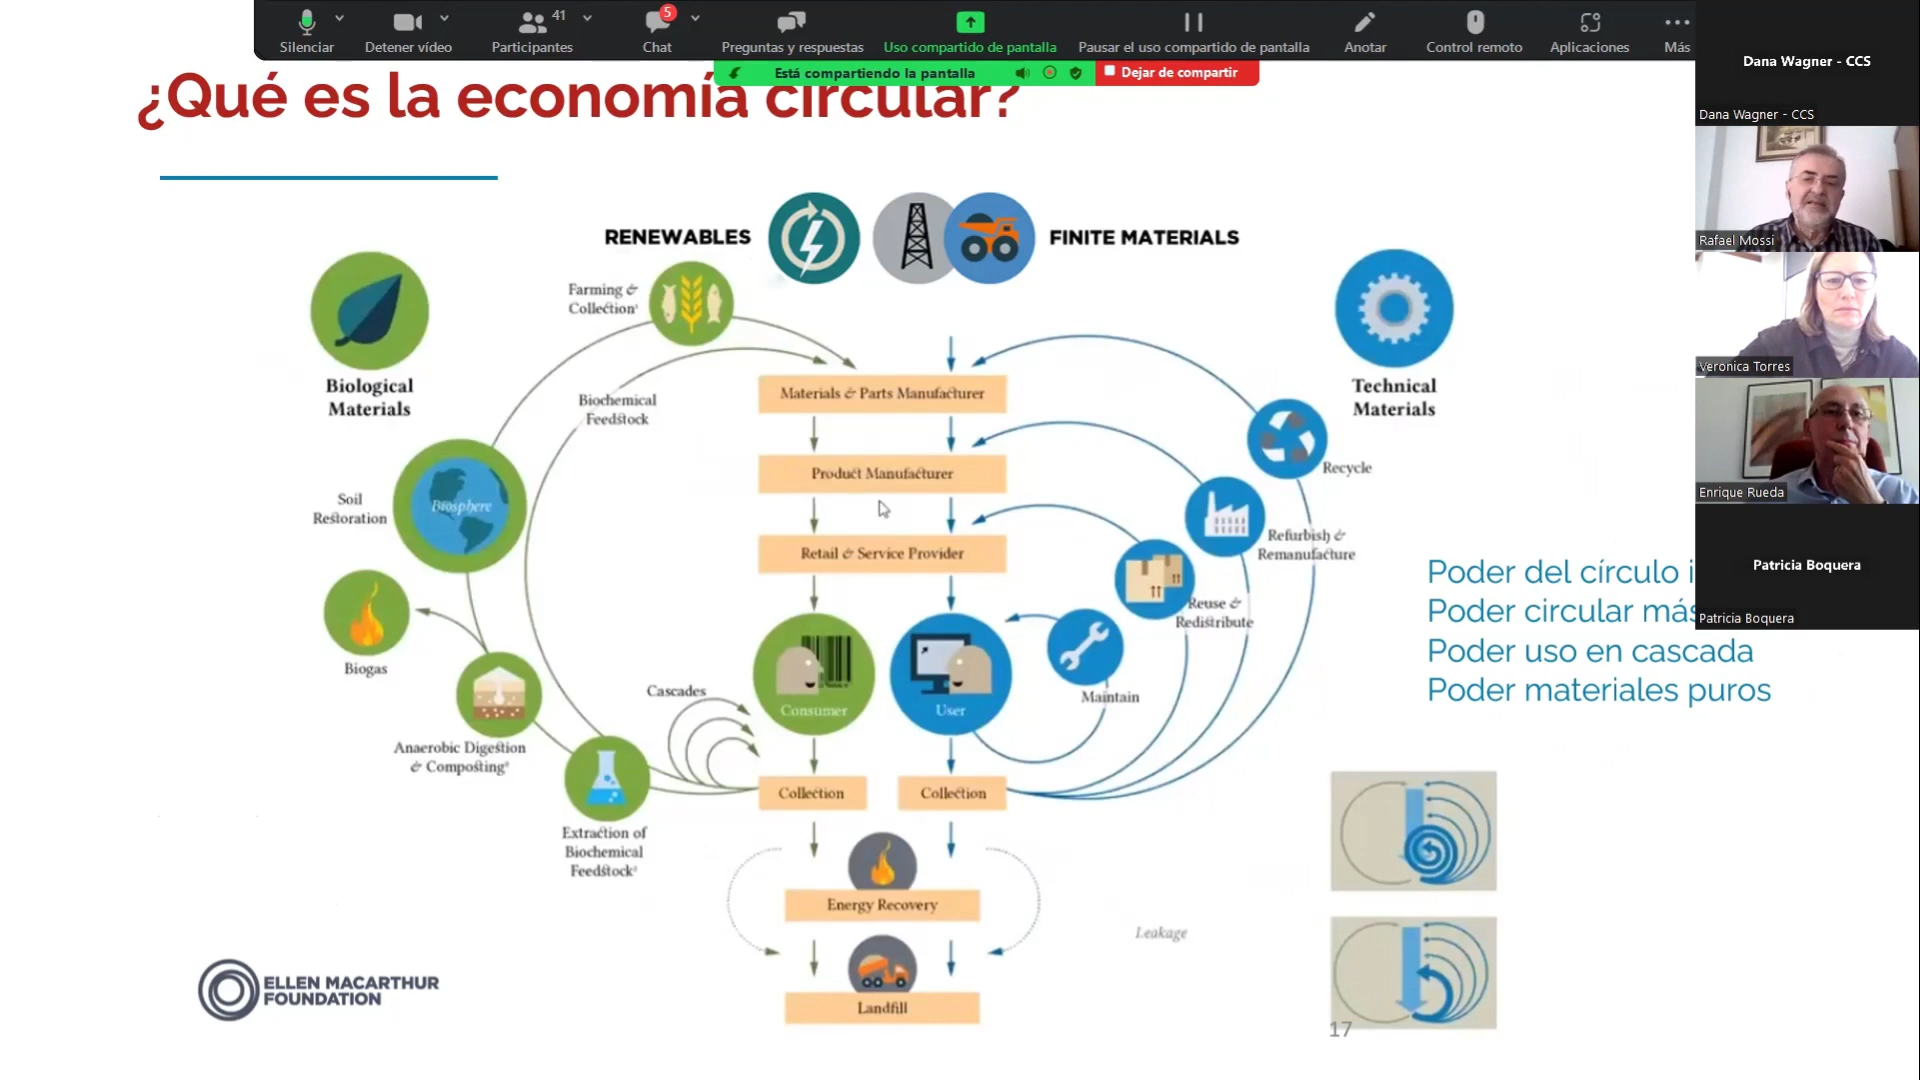 Silenciar
Detener vídeo
41
Participantes
5
Chat
Preguntas y respuestas
Uso compartido de pantalla
Pausar el uso compartido de pantalla
Anotar
Control remoto
Aplicaciones
Más
Está compartiendo la pantalla
Dejar de compartir
¿Qué es la economía circular?
RENEWABLES
FINITE MATERIALS
Farming &
Collection¹
Biological
Materials
Technical
Materials
Biochemical
Feedstock
Materials & Parts Manufacturer
Product Manufacturer
Retail & Service Provider
Recycle
Refurbish &
Remanufacture
Reuse &
Redistribute
Maintain
Soil
Restoration
Biosphere
Biogas
Anaerobic Digestion
& Composting²
Extraction of
Biochemical
Feedstock²
Cascades
Consumer
User
Collection
Collection
Energy Recovery
Landfill
Leakage
Poder del círculo i
Poder circular más
Poder uso en cascada
Poder materiales puros
ELLEN MACARTHUR
FOUNDATION
17
Dana Wagner - CCS
Dana Wagner - CCS
Rafael Mossi
Veronica Torres
Enrique Rueda
Patricia Boquera
Patricia Boquera